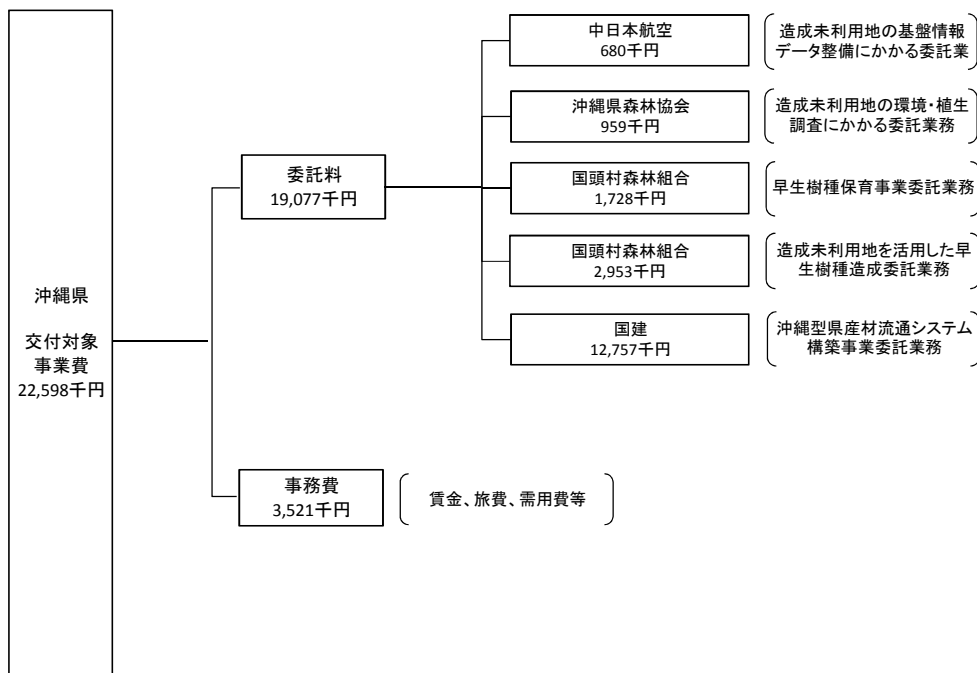 沖縄県
交付対象
事業費
22,598千円
委託料
19,077千円
中日本航空
680千円
造成未利用地の基盤情報
データ整備にかかる委託業
沖縄県森林協会
959千円
造成未利用地の環境・植生
調査にかかる委託業務
国頭村森林組合
1,728千円
早生樹種保育事業委託業務
国頭村森林組合
2,953千円
造成未利用地を活用した早
生樹種造成委託業務
国建
12,757千円
沖縄型県産材流通システム
構築事業委託業務
事務費
3,521千円
賃金、旅費、需用費等